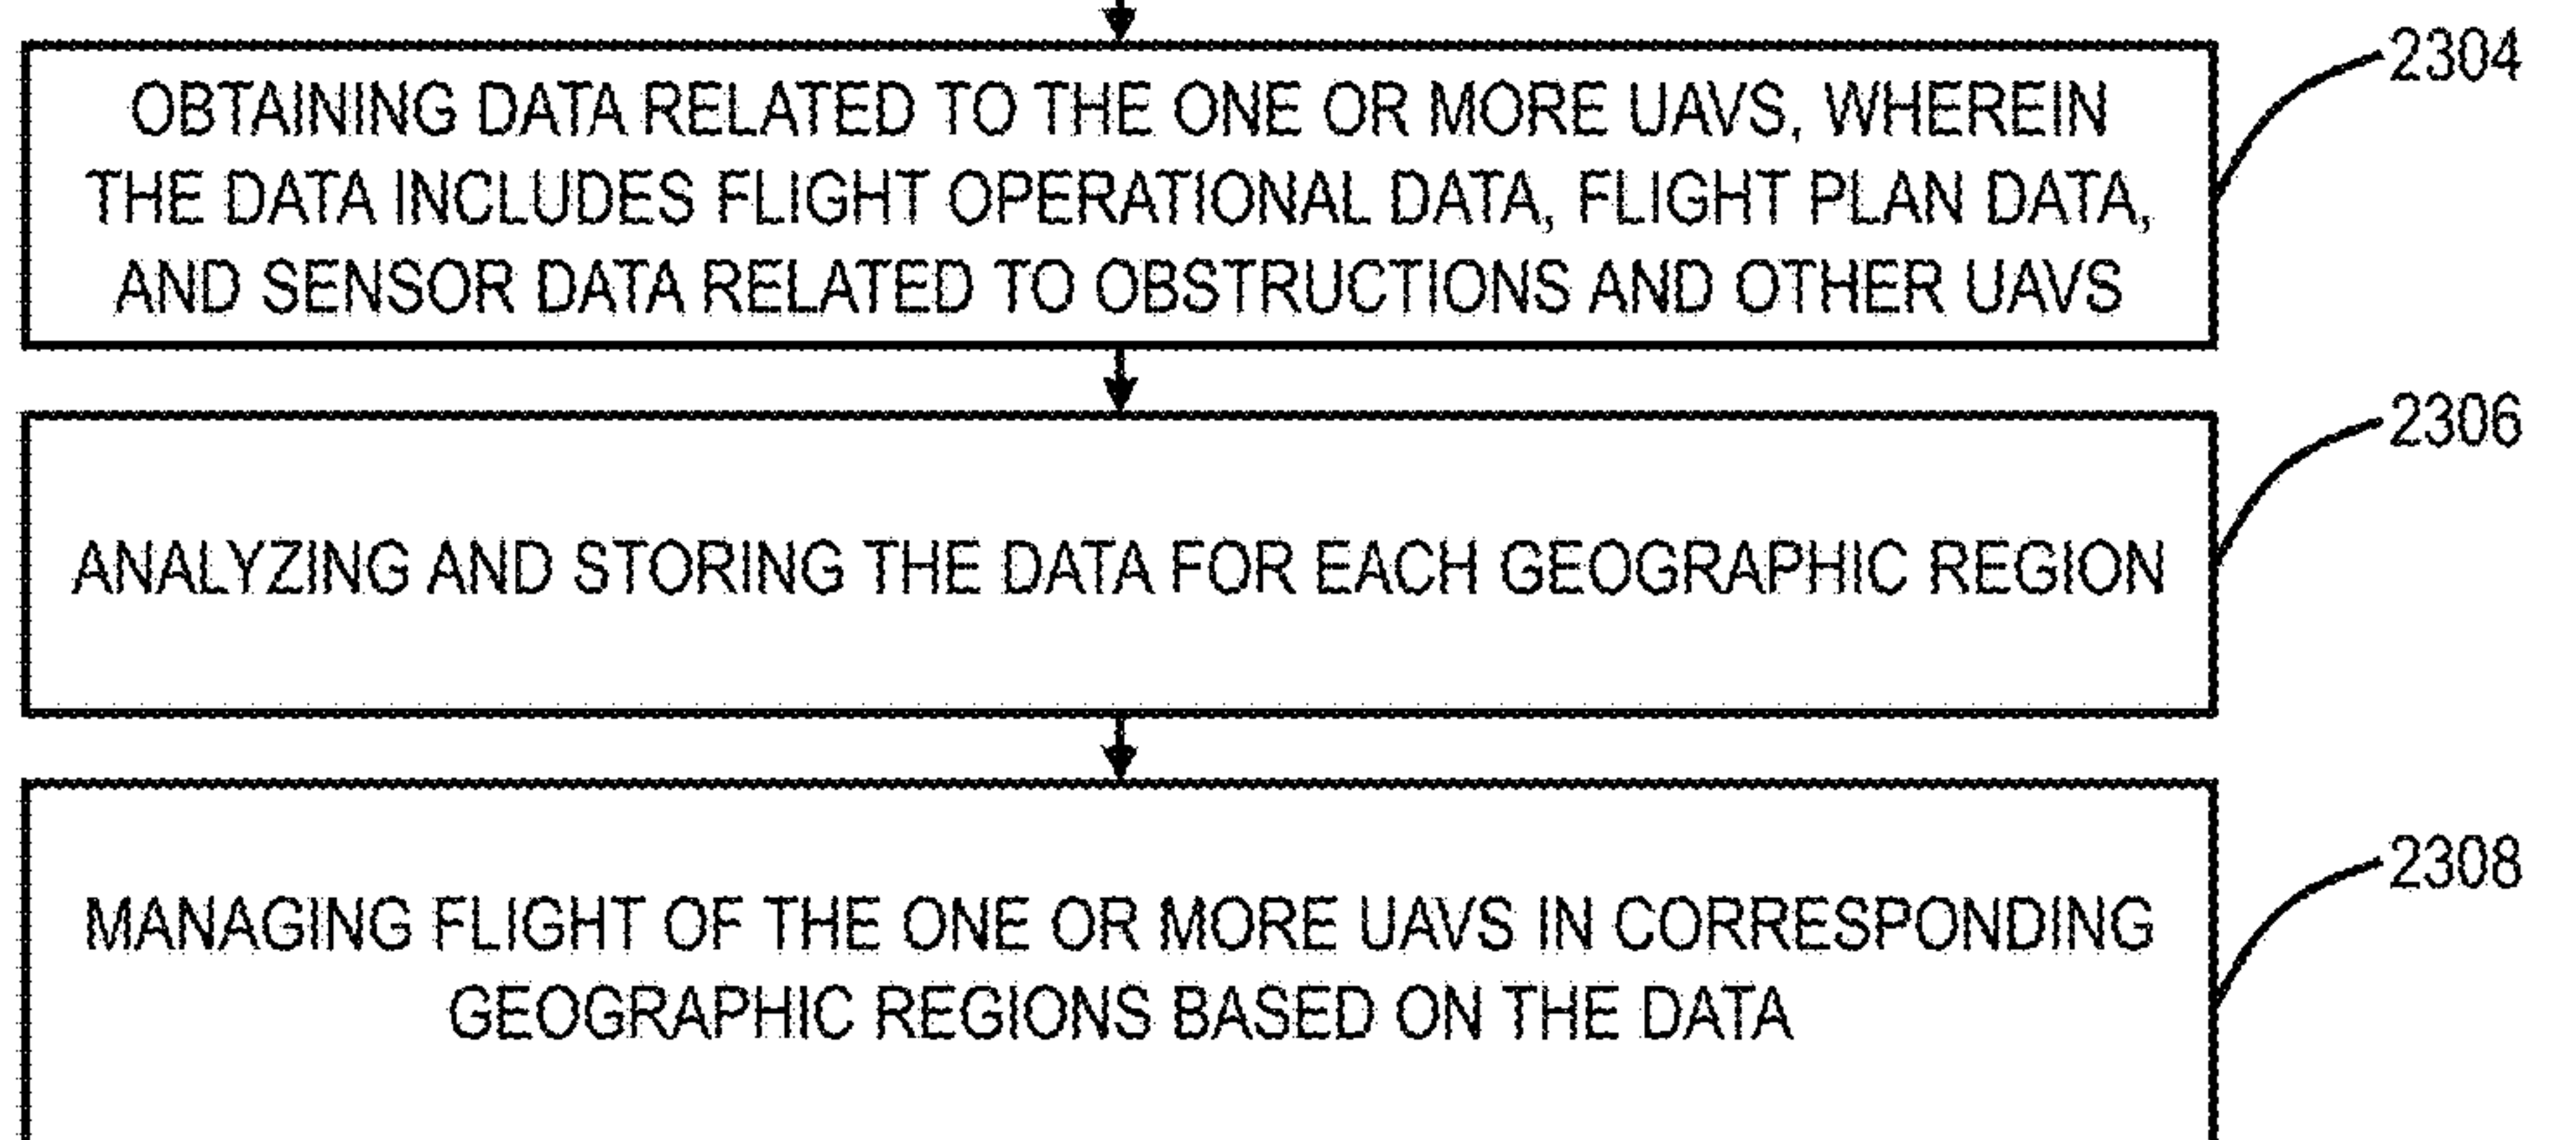 2304
OBTAINING DATA RELATED TO THE ONE OR MORE UAVS, WHEREIN
THE DATA INCLUDES FLIGHT OPERATIONAL DATA, FLIGHT PLAN DATA,
AND SENSOR DATA RELATED TO OBSTRUCTIONS AND OTHER UAVS
2306
ANALYZING AND STORING THE DATA FOR EACH GEOGRAPHIC REGION
2308
MANAGING FLIGHT OF THE ONE OR MORE UAVS IN CORRESPONDING
GEOGRAPHIC REGIONS BASED ON THE DATA